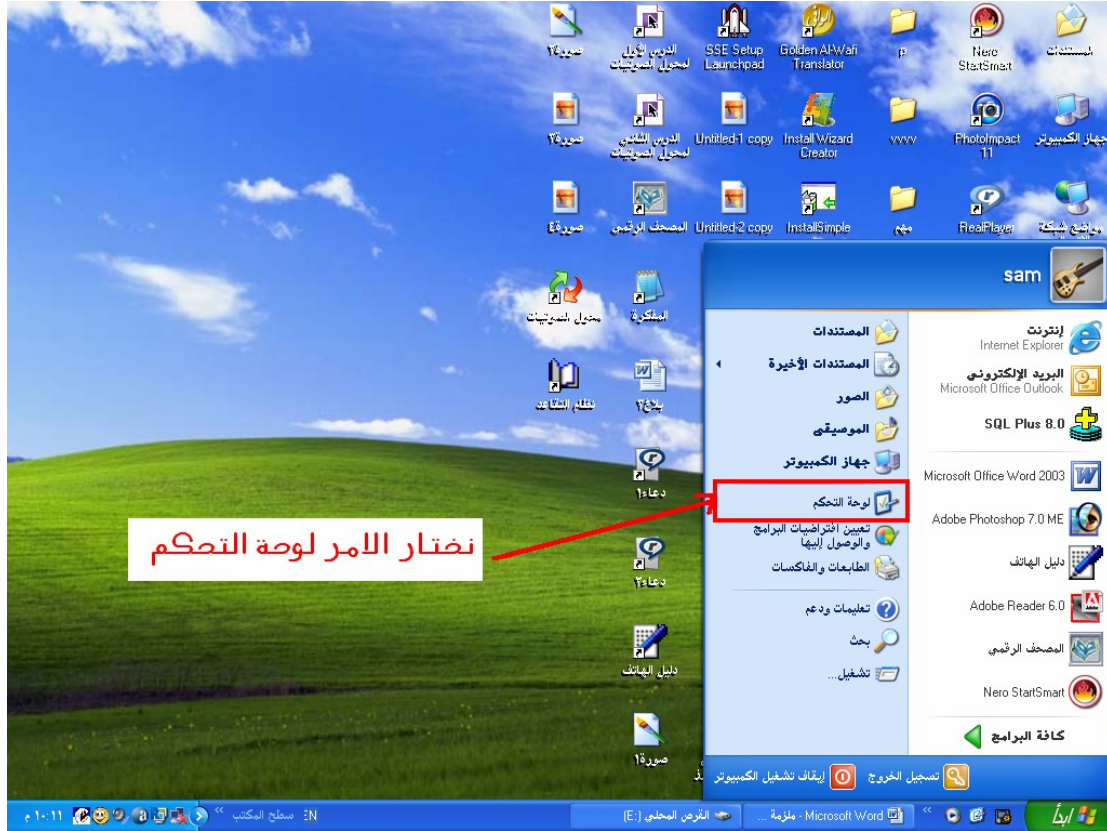 المستندات
Nero StartSmart
p
Golden Al-Wafi Translator
SSE Setup Launchpad
الدرس الأول لمحول الصوتيات
صورة٢
جهاز الكمبيوتر
PhotoImpact 11
vvvv
Install Wizard Creator
Untitled-1 copy
الدرس الثاني لمحول الصوتيات
صورة٣
مواضع شبكة
RealPlayer
مهم
InstallSimple
Untitled-2 copy
المصحف الرقمي
صورة٤
المفكرة
محول الصوتيات
بلاغ٢
نظام التقاعد
دعاء١
دعاء٢
دليل الهاتف
صورة١
نختار الامر لوحة التحكم
sam
إنترنت
Internet Explorer
البريد الإلكتروني
Microsoft Office Outlook
SQL Plus 8.0
Microsoft Office Word 2003
Adobe Photoshop 7.0 ME
دليل الهاتف
Adobe Reader 6.0
المصحف الرقمي
Nero StartSmart
كافة البرامج
المستندات
المستندات الأخيرة
الصور
الموسيقى
جهاز الكمبيوتر
لوحة التحكم
تعيين افتراضيات البرامج
والوصول إليها
الطابعات والفاكسات
تعليمات ودعم
بحث
تشغيل...
تسجيل الخروج
إيقاف تشغيل الكمبيوتر
ابدأ
ملزمة - Microsoft Word ...
القرص المحلي (E:)
EN
سطح المكتب
١٠:١١ م